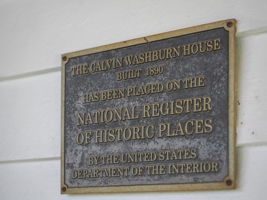 THE CALVIN WASHBURN HOUSE
BUILT 1890
HAS BEEN PLACED ON THE
NATIONAL REGISTER
OF HISTORIC PLACES
BY THE UNITED STATES
DEPARTMENT OF THE INTERIOR